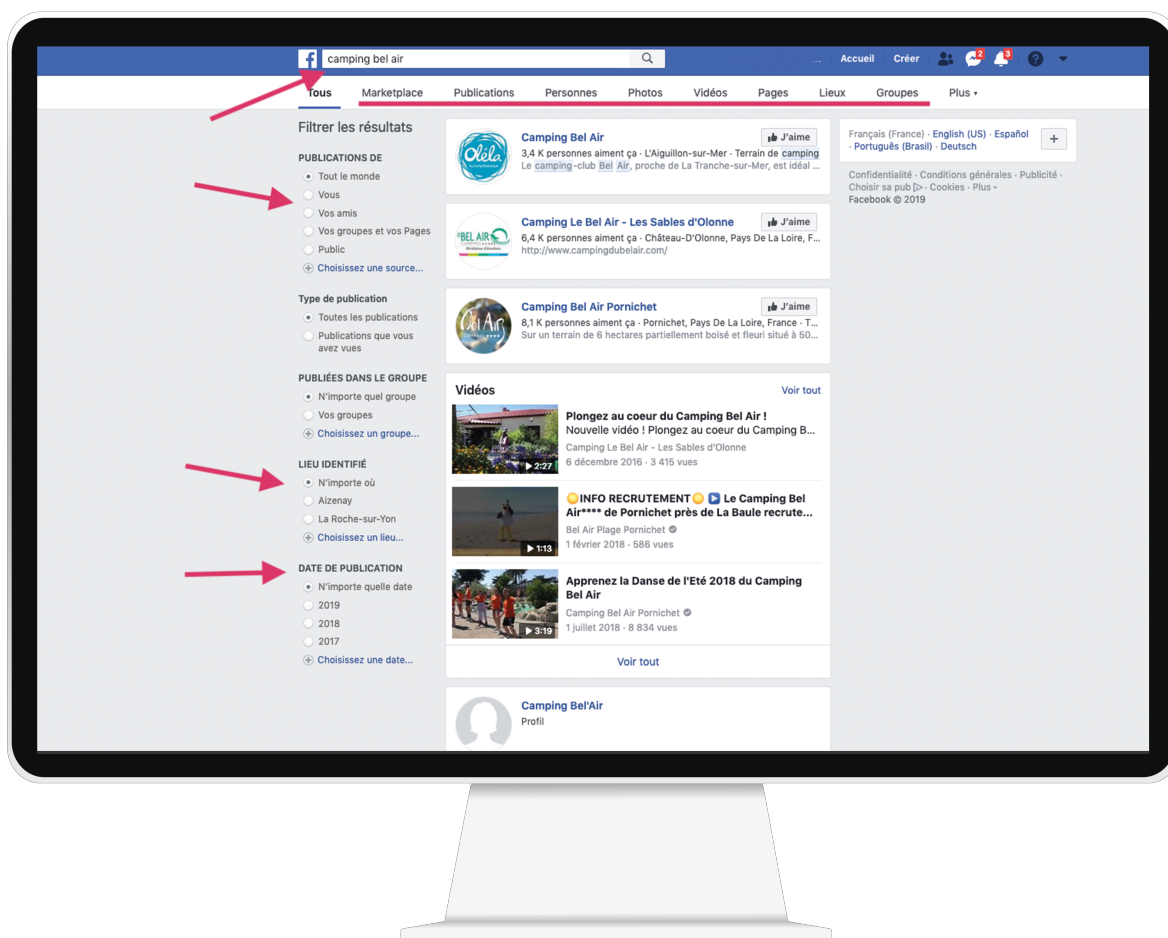 camping bel air
...
Accueil
Créer
2
3
?
Tous
Marketplace
Publications
Personnes
Photos
Vidéos
Pages
Lieux
Groupes
Plus
Filtrer les résultats
PUBLICATIONS DE
Tout le monde
Vous
Vos amis
Vos groupes et vos Pages
Public
Choisissez une source...
Type de publication
Toutes les publications
Publications que vous
avez vues
PUBLIÉES DANS LE GROUPE
N'importe quel groupe
Vos groupes
Choisissez un groupe...
LIEU IDENTIFIÉ
N'importe où
Aizenay
La Roche-sur-Yon
Choisissez un lieu...
DATE DE PUBLICATION
N'importe quelle date
2019
2018
2017
Choisissez une date...
Olela
Camping Bel Air
J'aime
3,4 K personnes aiment ça · L'Aiguillon-sur-Mer · Terrain de camping
Le camping-club Bel Air, proche de La Tranche-sur-Mer, est idéal ...
BEL AIR
Camping Le Bel Air - Les Sables d'Olonne
J'aime
6,4 K personnes aiment ça · Château-D'Olonne, Pays De La Loire, F...
http://www.campingdubelair.com/
Bel Air
Camping Bel Air Pornichet
J'aime
8,1 K personnes aiment ça · Pornichet, Pays De La Loire, France · T...
Sur un terrain de 6 hectares partiellement boisé et fleuri situé à 50...
Vidéos
Voir tout
2:27
Plongez au coeur du Camping Bel Air !
Nouvelle vidéo ! Plongez au coeur du Camping B...
Camping Le Bel Air - Les Sables d'Olonne
6 décembre 2016 · 3 415 vues
1:13
INFO RECRUTEMENT Le Camping Bel
Air**** de Pornichet près de La Baule recrute...
Bel Air Plage Pornichet
1 février 2018 · 586 vues
3:19
Apprenez la Danse de l'Eté 2018 du Camping
Bel Air
Camping Bel Air Pornichet
1 juillet 2018 · 8 834 vues
Voir tout
Camping Bel'Air
Profil
Français (France) · English (US) · Español
· Português (Brasil) · Deutsch
Confidentialité · Conditions générales · Publicité ·
Choisir sa pub · Cookies · Plus
Facebook © 2019